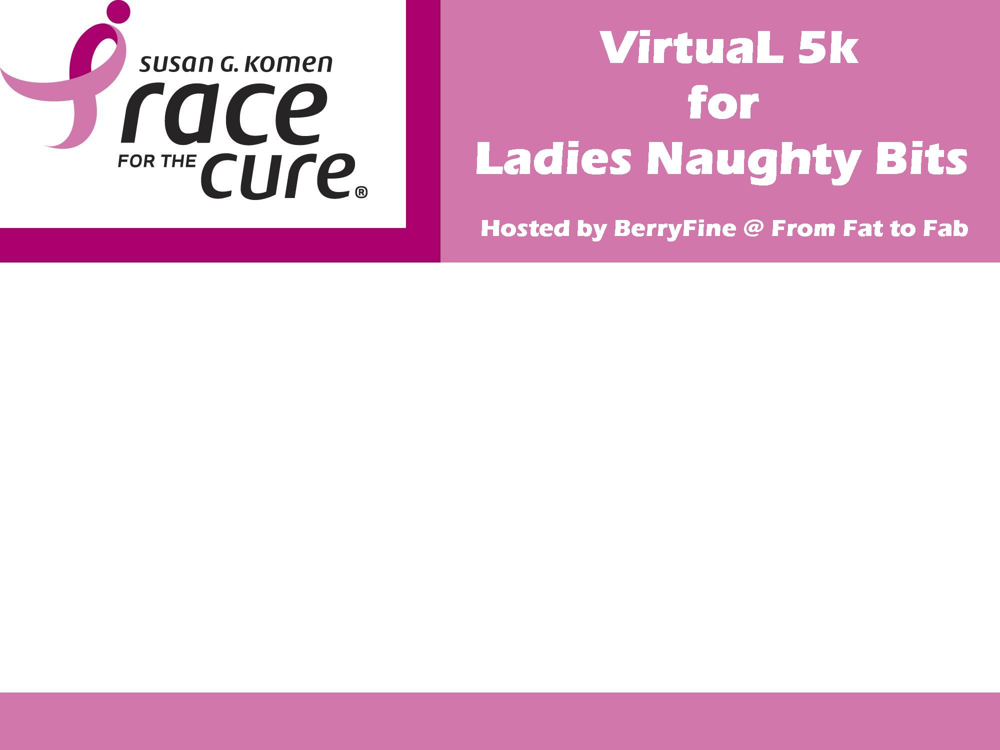 susan G. komen
race
FOR THE cure®
VirtuaL 5k
for
Ladies Naughty Bits
Hosted by BerryFine @ From Fat to Fab